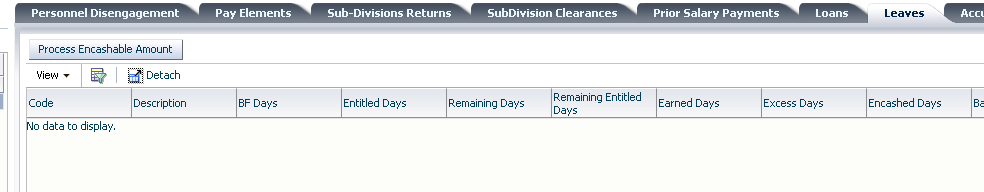 Personnel Disengagement Pay Elements Sub-Divisions Returns SubDivision Clearances Prior Salary Payments Loans Leaves Accu
Process Encashable Amount
View Detach
Code Description BF Days Entitled Days Remaining Days Remaining Entitled Days Earned Days Excess Days Encashed Days Ba
No data to display.